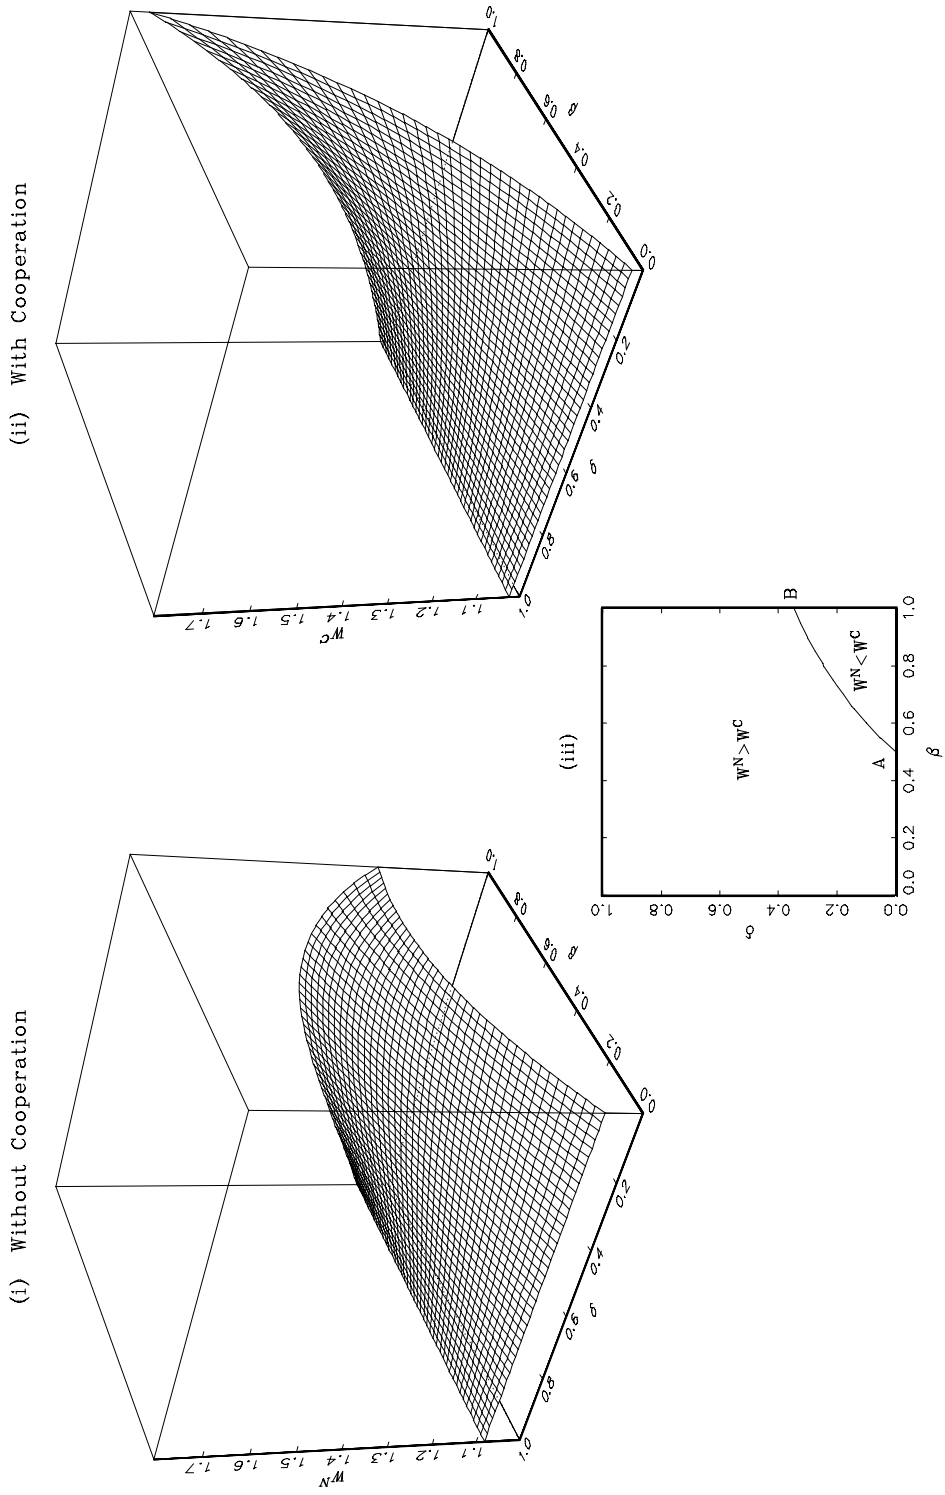 (i) Without Cooperation
W^N
1.1 1.2 1.3 1.4 1.5 1.6 1.7
1.0 0.8 0.6 0.4 0.2
δ
0.0 0.2 0.4 0.6 0.8 1.0
β
(ii) With Cooperation
W^C
1.1 1.2 1.3 1.4 1.5 1.6 1.7
1.0 0.8 0.6 0.4 0.2
δ
0.0 0.2 0.4 0.6 0.8 1.0
β
(iii)
δ
1.0
0.8
0.6
0.4
0.2
0.0
W^N>W^C
W^N<W^C
A
B
0.0 0.2 0.4 0.6 0.8 1.0
β